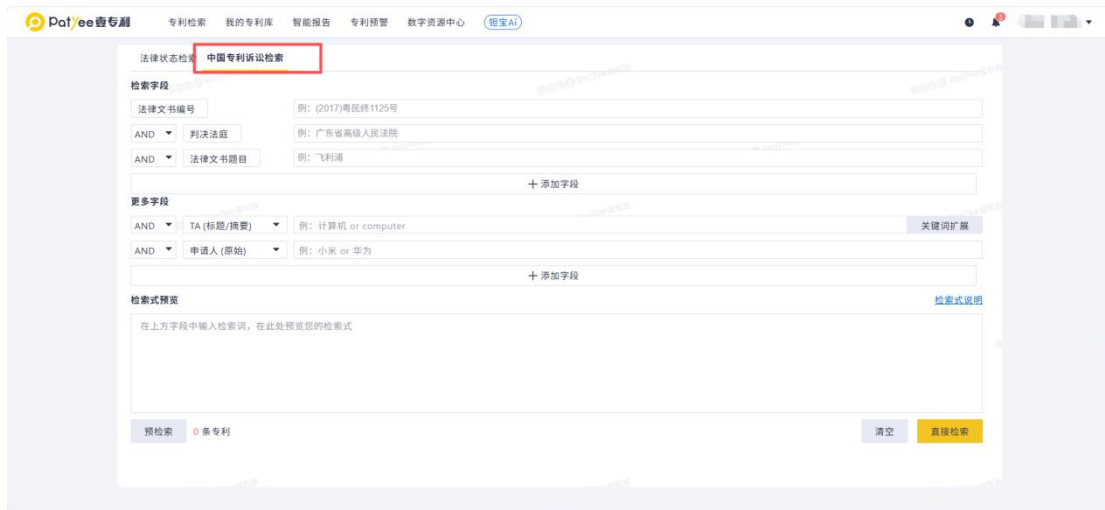 Patyee壹专利 专利检索 我的专利库 智能报告 专利预警 数字资源中心 钽宝Ai 3
法律状态检索 中国专利诉讼检索
检索字段
法律文书编号 例：(2017)粤民终1125号
AND 判决法庭 例：广东省高级人民法院
AND 法律文书题目 例：飞利浦
＋添加字段
更多字段
AND TA (标题/摘要) 例：计算机 or computer 关键词扩展
AND 申请人(原始) 例：小米 or 华为
＋添加字段
检索式预览 检索式说明
在上方字段中输入检索词，在此处预览您的检索式
预检索 0 条专利 清空 直接检索